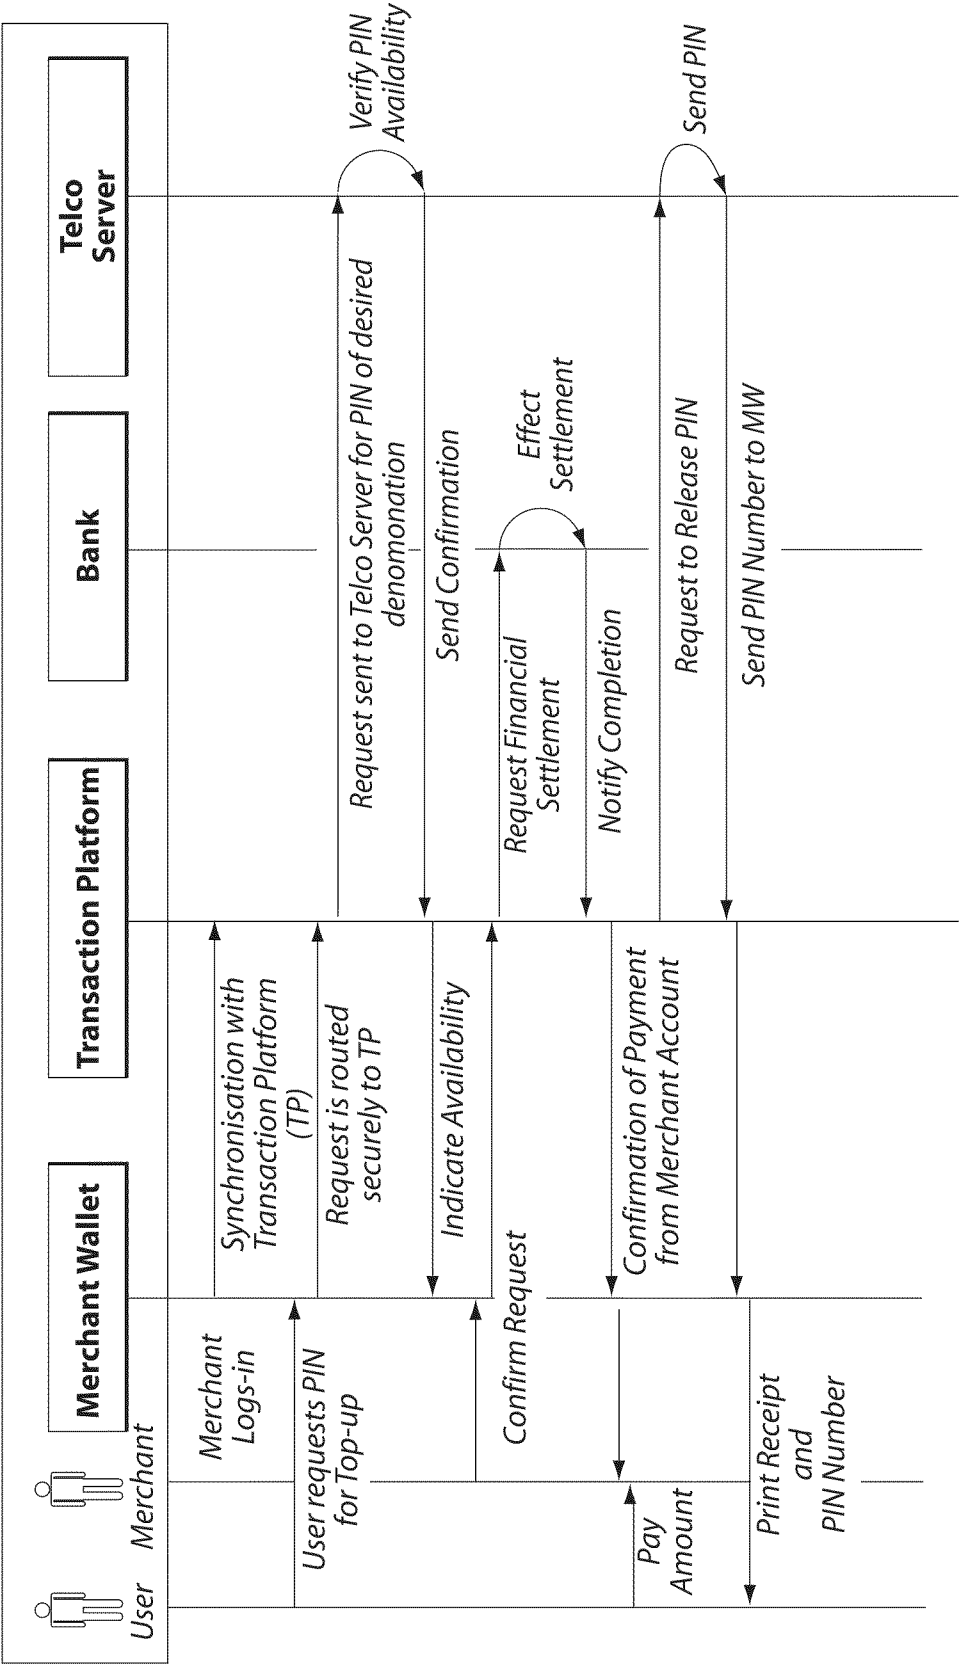 User
Merchant
Merchant Wallet
Transaction Platform
Bank
Telco
Server
Merchant
Logs-in
Synchronisation with
Transaction Platform
(TP)
User requests PIN
for Top-up
Request is routed
securely to TP
Request sent to Telco Server for PIN of desired
denomonation
Verify PIN
Availability
Send Confirmation
Indicate Availability
Confirm Request
Request Financial
Settlement
Effect
Settlement
Notify Completion
Confirmation of Payment
from Merchant Account
Pay
Amount
Request to Release PIN
Send PIN
Send PIN Number to MW
Print Receipt
and
PIN Number